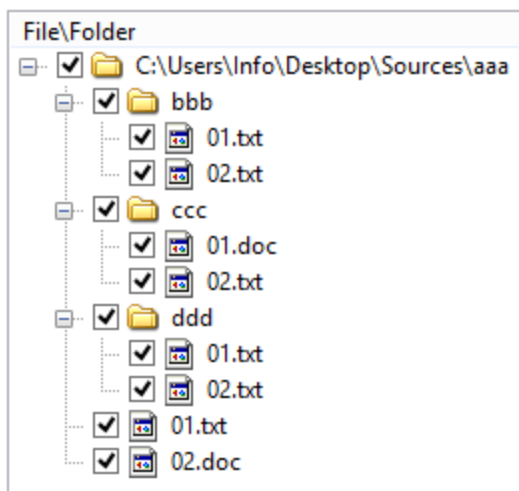 File\Folder
C:\Users\Info\Desktop\Sources\aaa
bbb
01.txt
02.txt
ccc
01.doc
02.txt
ddd
01.txt
02.txt
01.txt
02.doc